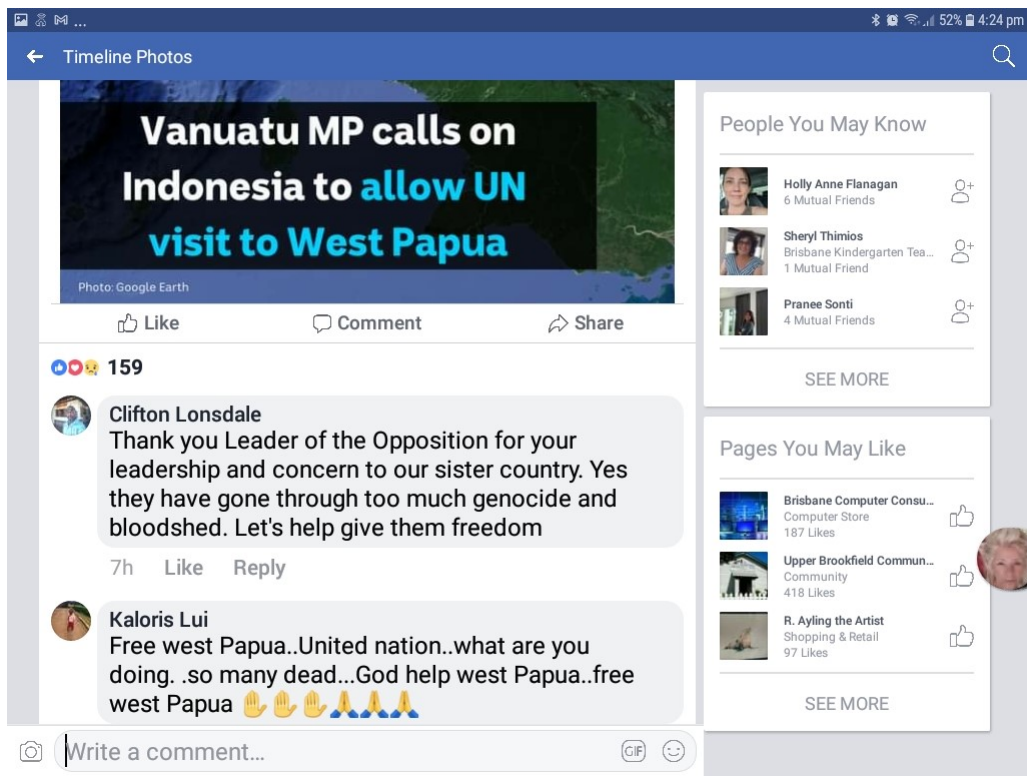 52% 4:24 pm
Timeline Photos
Vanuatu MP calls on
Indonesia to allow UN
visit to West Papua
Photo: Google Earth
Like Comment Share
159
Clifton Lonsdale
Thank you Leader of the Opposition for your
leadership and concern to our sister country. Yes
they have gone through too much genocide and
bloodshed. Let's help give them freedom
7h Like Reply
Kaloris Lui
Free west Papua..United nation..what are you
doing. .so many dead...God help west Papua..free
west Papua ✋✋✋🙏🙏🙏
Write a comment...
GIF
People You May Know
Holly Anne Flanagan
6 Mutual Friends
Sheryl Thimios
Brisbane Kindergarten Tea...
1 Mutual Friend
Pranee Sonti
4 Mutual Friends
SEE MORE
Pages You May Like
Brisbane Computer Consu...
Computer Store
187 Likes
Upper Brookfield Commun...
Community
418 Likes
R. Ayling the Artist
Shopping & Retail
97 Likes
SEE MORE